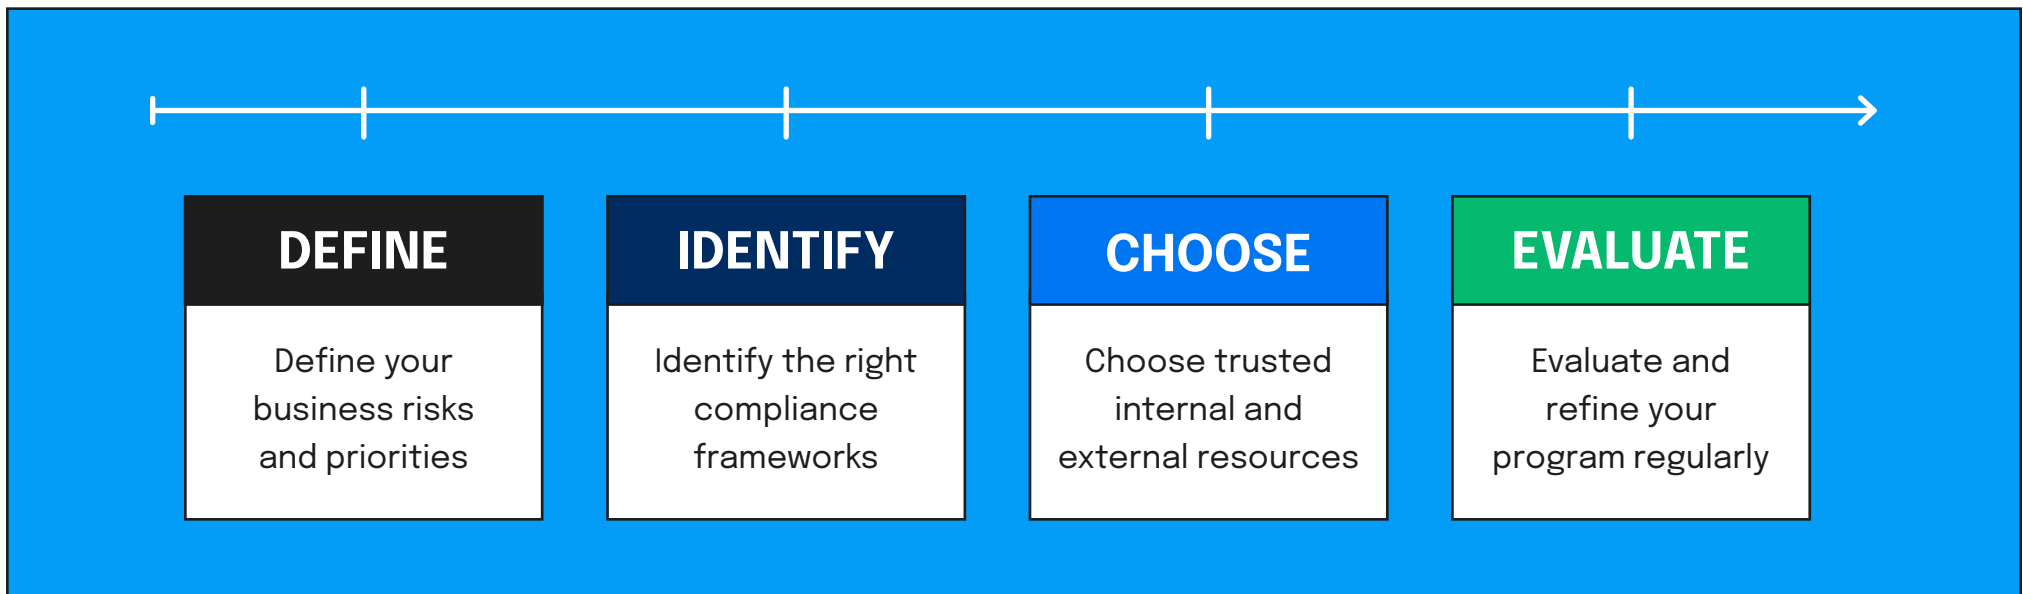 DEFINE
Define your
business risks
and priorities
IDENTIFY
Identify the right
compliance
frameworks
CHOOSE
Choose trusted
internal and
external resources
EVALUATE
Evaluate and
refine your
program regularly